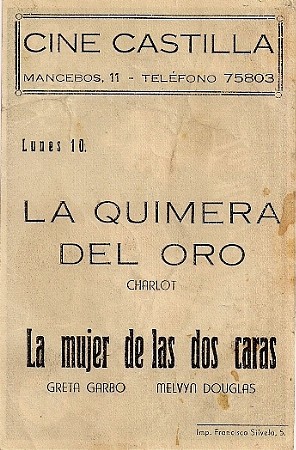 CINE CASTILLA
MANCEBOS, 11 - TELÉFONO 75803
Lunes 10.
LA QUIMERA
DEL ORO
CHARLOT
La mujer de las dos caras
GRETA GARBO MELVYN DOUGLAS
Imp. Francisco Silvela, 5.